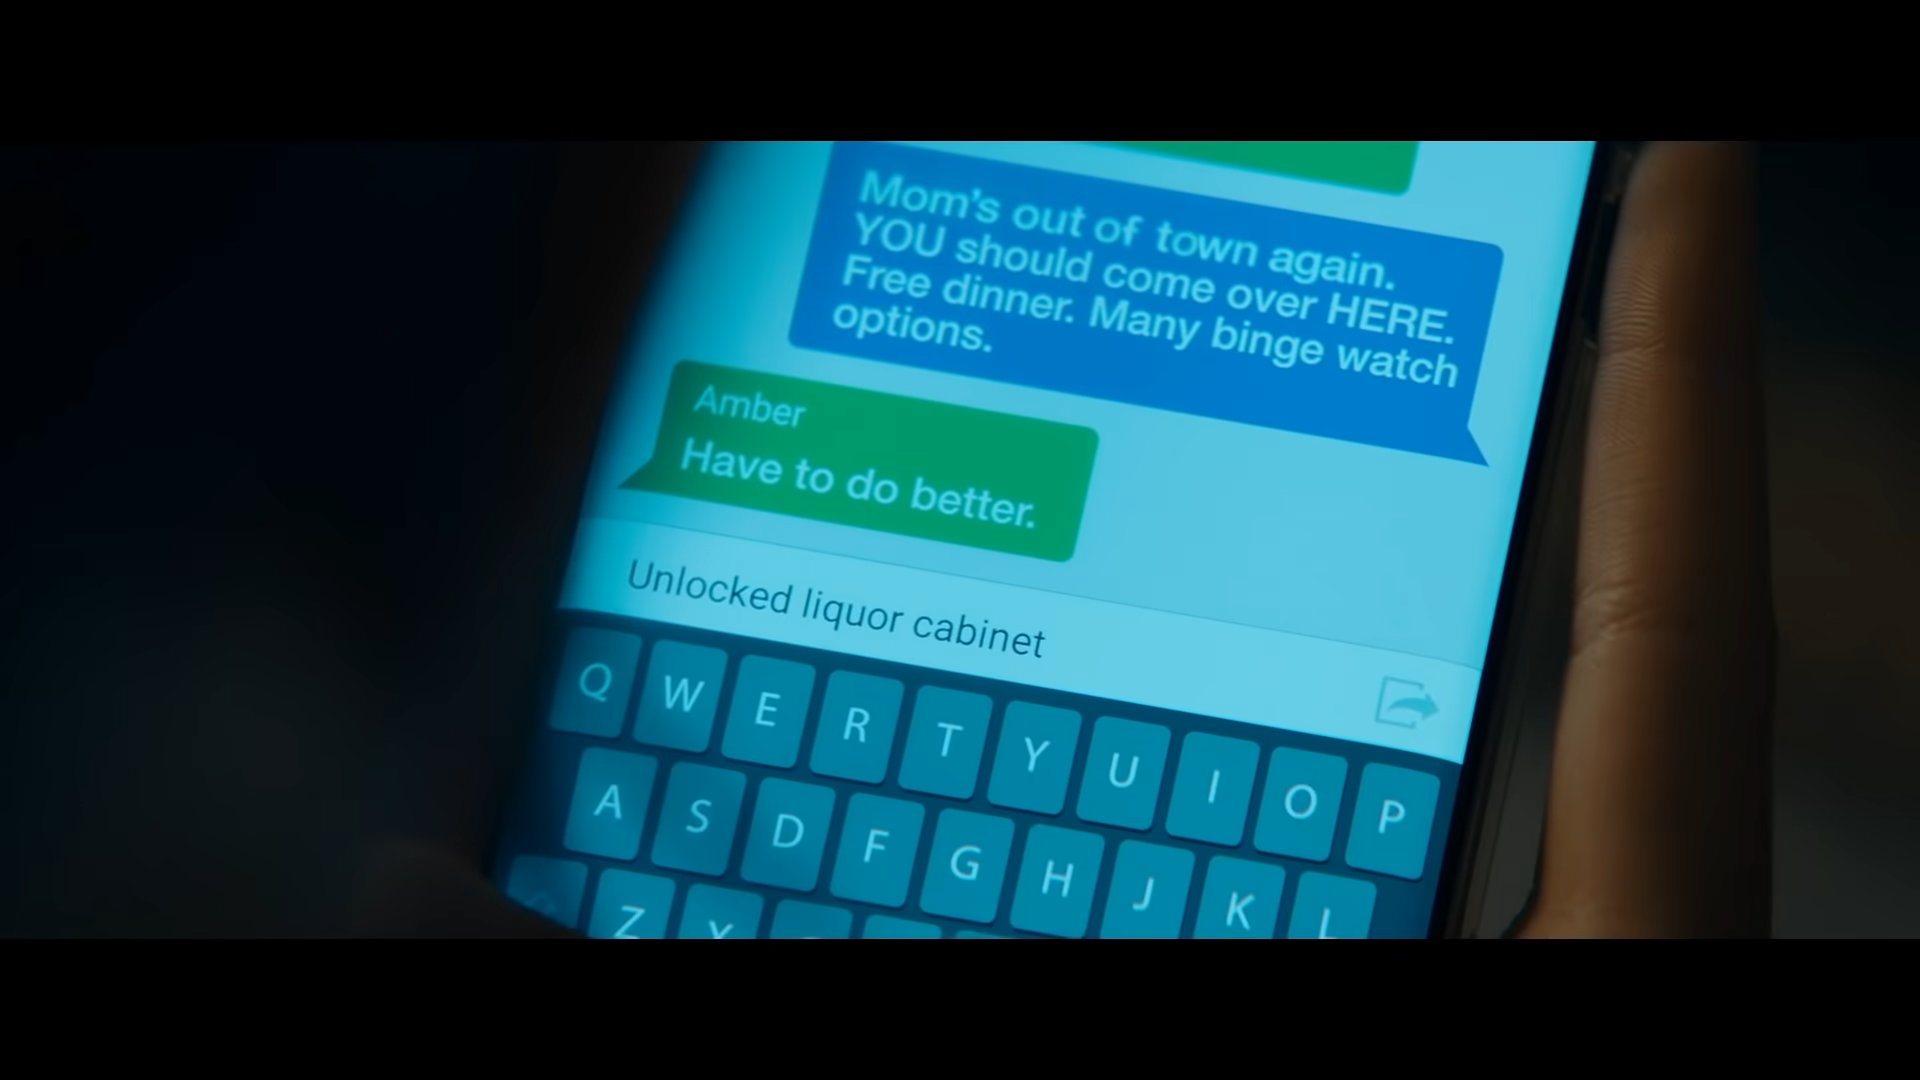 Mom's out of town again.
YOU should come over HERE.
Free dinner. Many binge watch
options.
Amber
Have to do better.
Unlocked liquor cabinet
Q W E R T Y U I O P
A S D F G H J K L
Z X